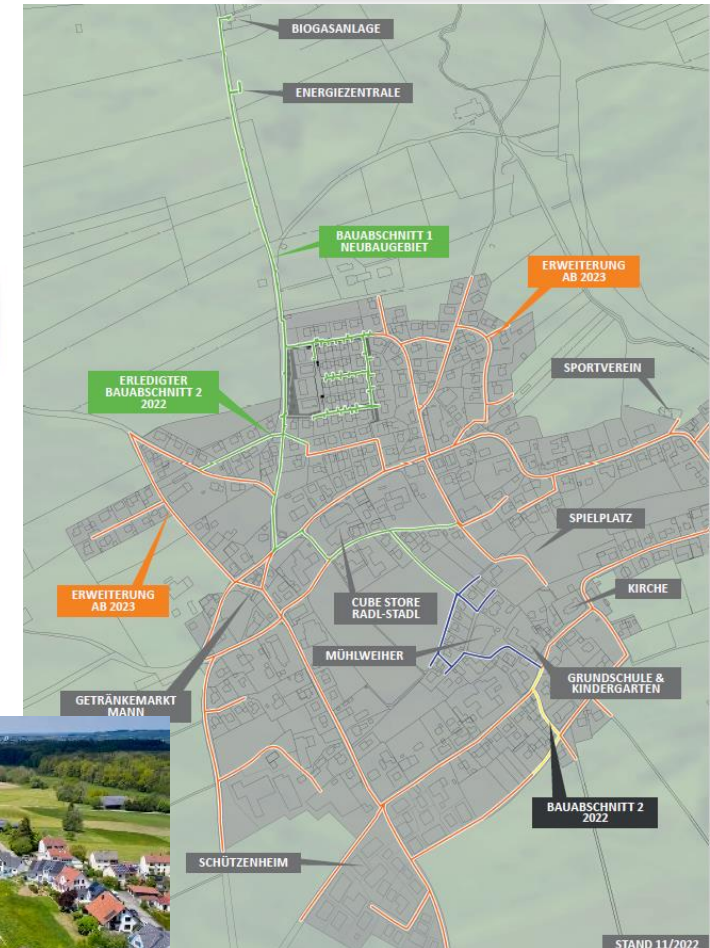 BIOGASANLAGE
ENERGIEZENTRALE
BAUABSCHNITT 1
NEUBAUGEBIET
ERWEITERUNG
AB 2023
SPORTVEREIN
ERLEDIGTER
BAUABSCHNITT 2
2022
SPIELPLATZ
KIRCHE
ERWEITERUNG
AB 2023
CUBE STORE
RADL-STADL
MÜHLWEIHER
GRUNDSCHULE &
KINDERGARTEN
GETRÄNKEMARKT
MANN
BAUABSCHNITT 2
2022
SCHÜTZENHEIM
STAND 11/2022